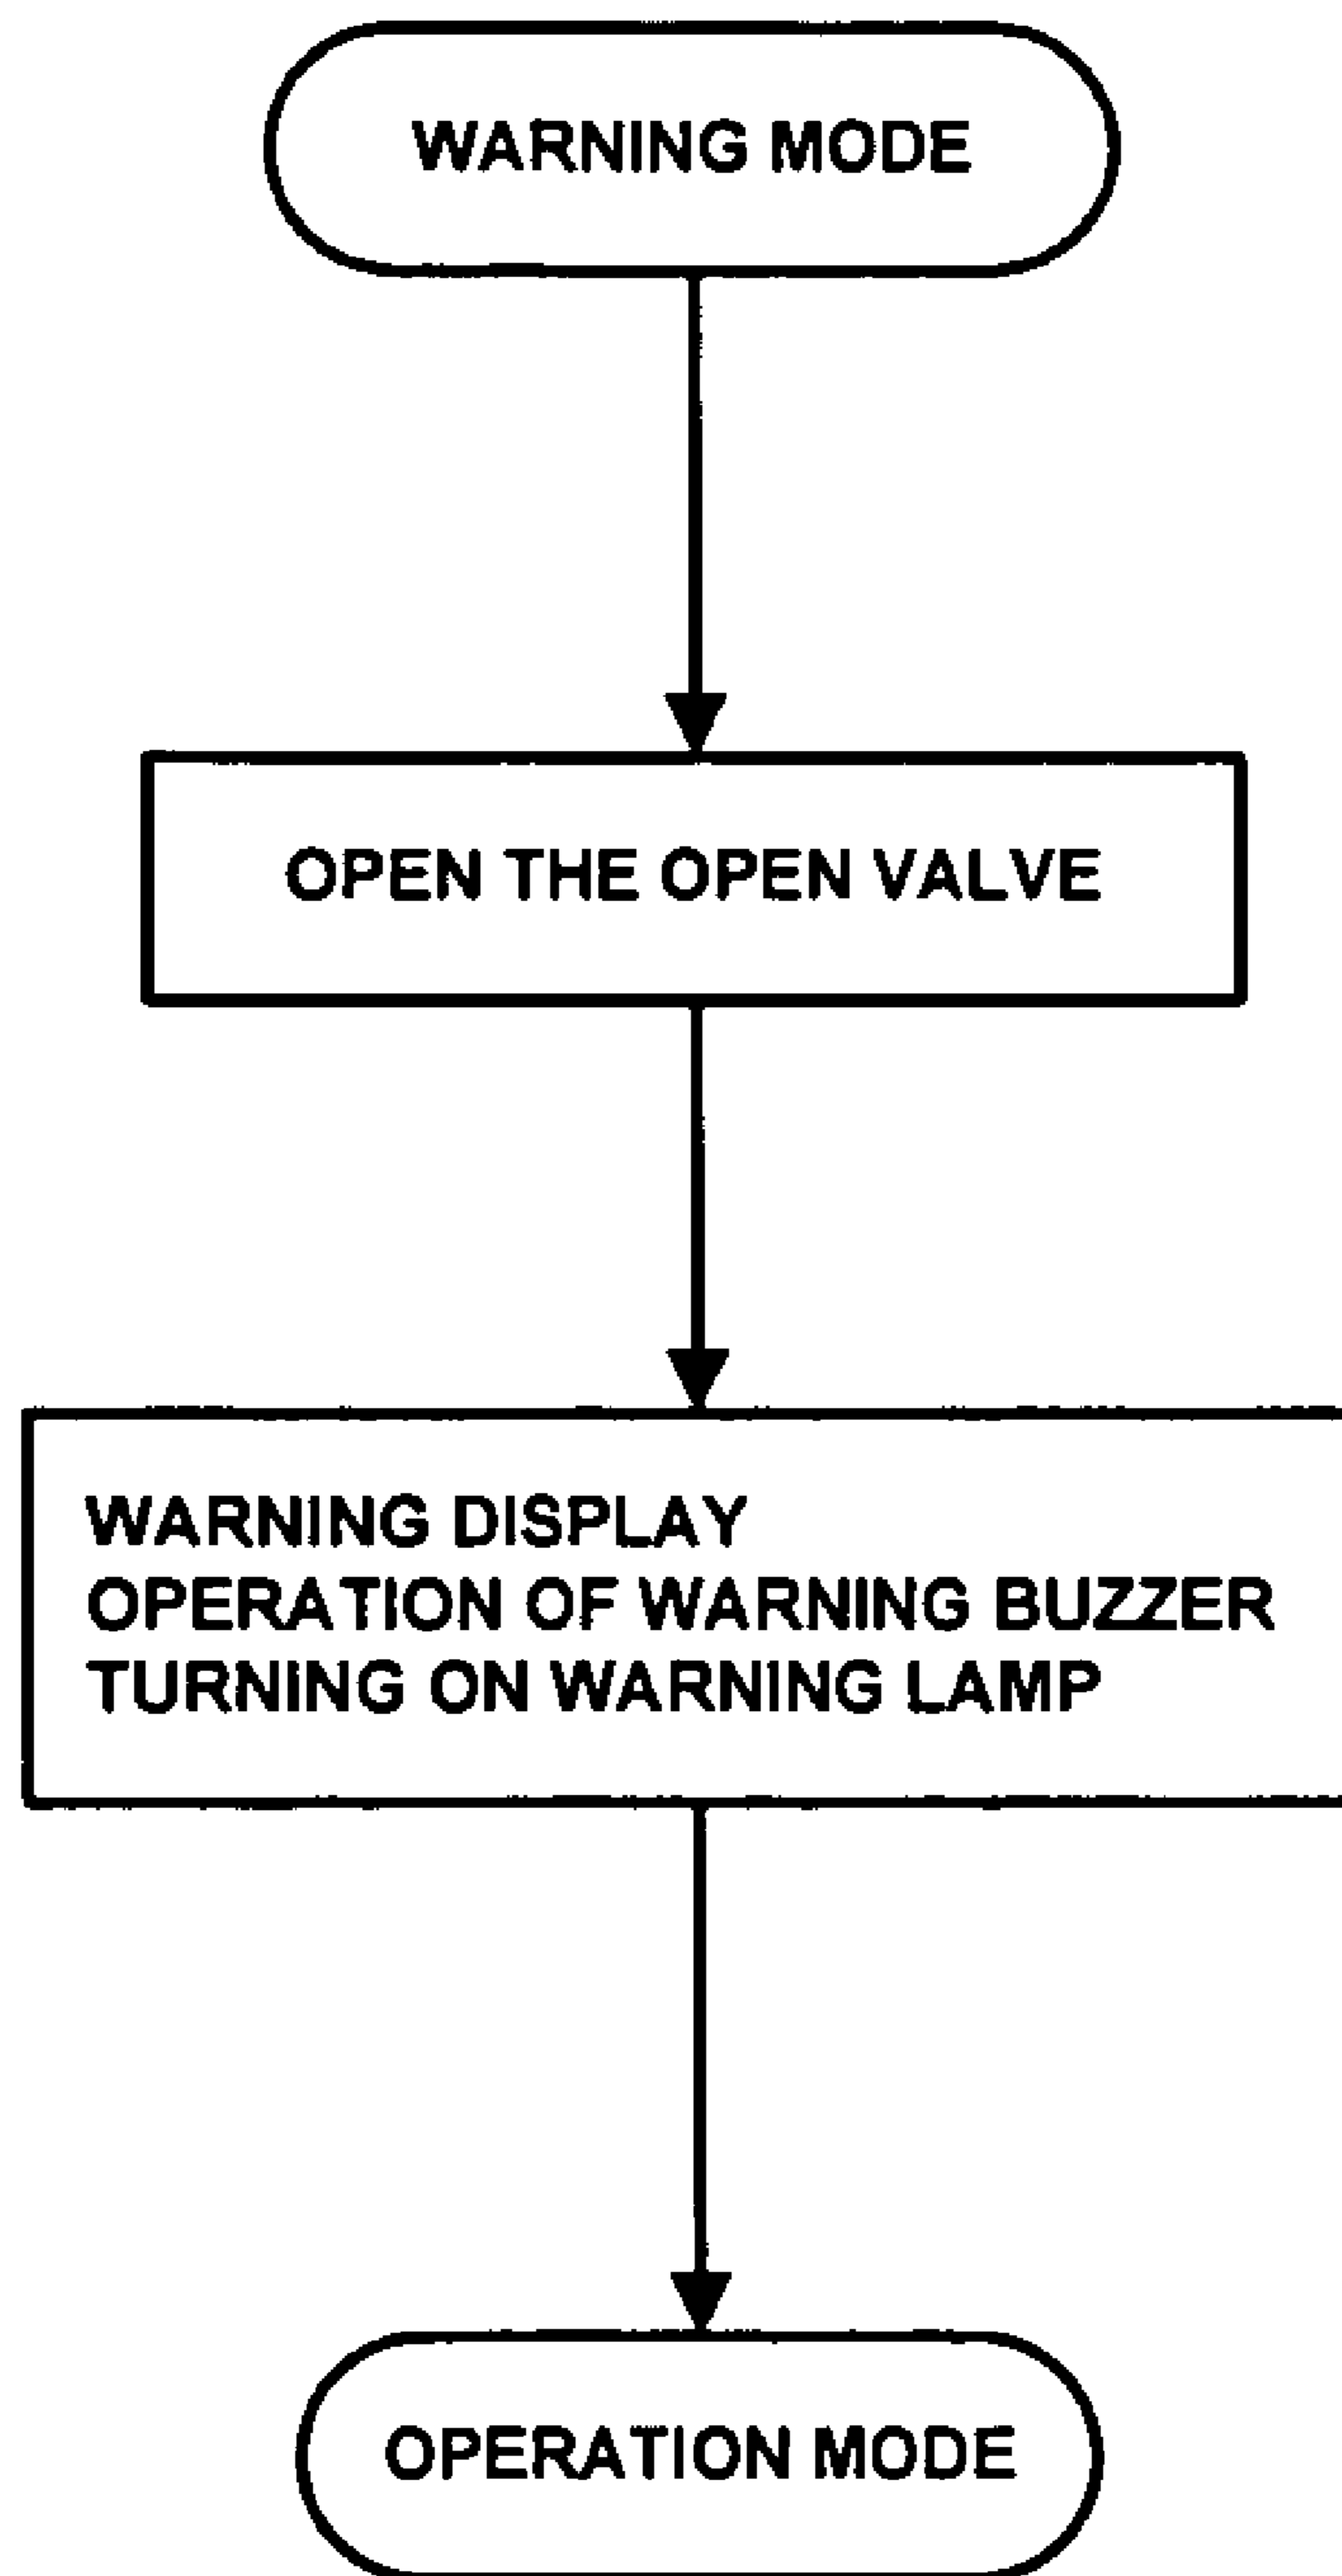 WARNING MODE
OPEN THE OPEN VALVE
WARNING DISPLAY
OPERATION OF WARNING BUZZER
TURNING ON WARNING LAMP
OPERATION MODE